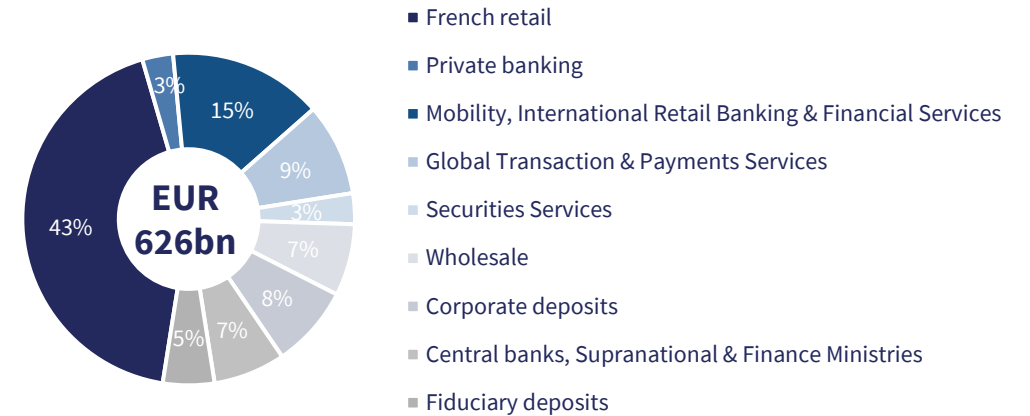 French retail
Private banking
Mobility, International Retail Banking & Financial Services
Global Transaction & Payments Services
Securities Services
Wholesale
Corporate deposits
Central banks, Supranational & Finance Ministries
Fiduciary deposits
3%
15%
9%
3%
7%
8%
7%
5%
43%
EUR
626bn